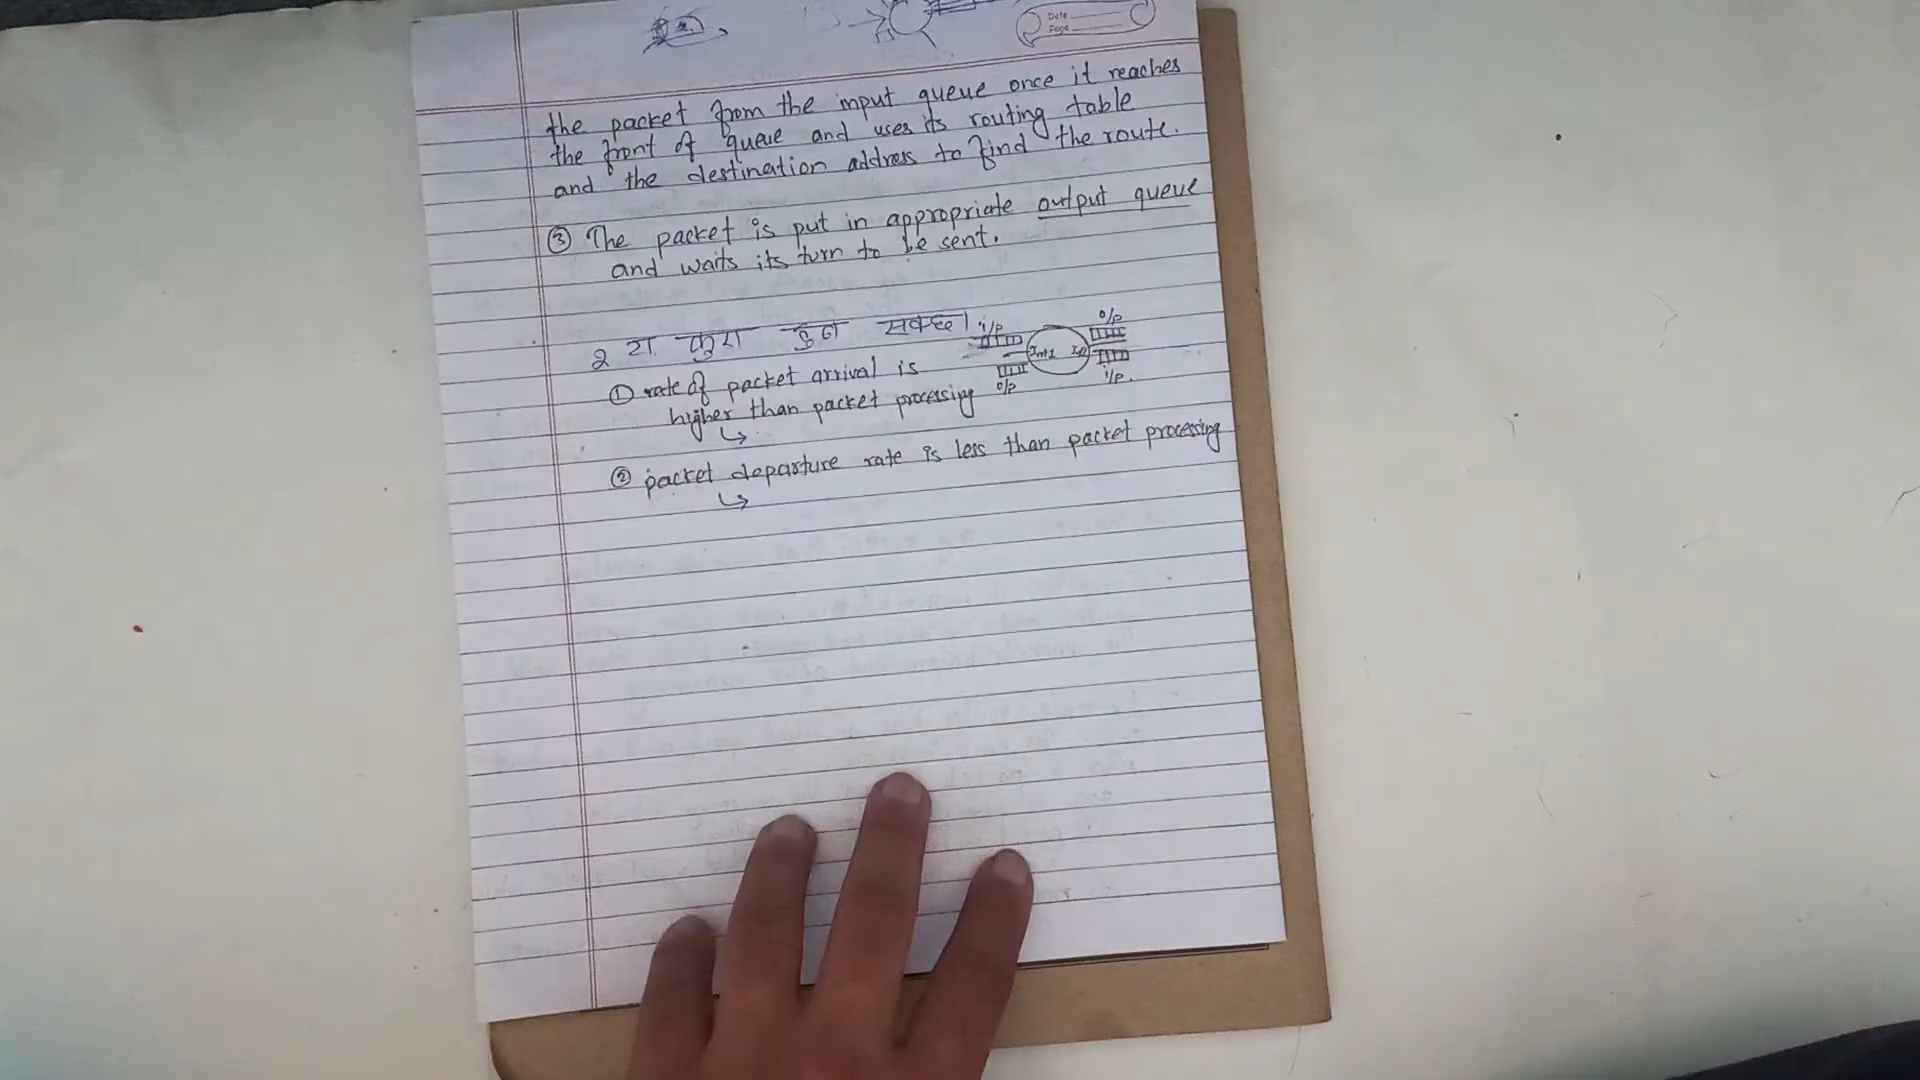 Date
Page
the packet from the input queue once it reaches
the front of queue and uses its routing table
and the destination address to find the route.
③ The packet is put in appropriate output queue
and waits its turn to be sent.
२ टा कुरा हुन सक्छ।
i/p
o/p
Int1
o/p
i/p.
① rate of packet arrival is
higher than packet processing
↳
② packet departure rate is less than packet processing
↳